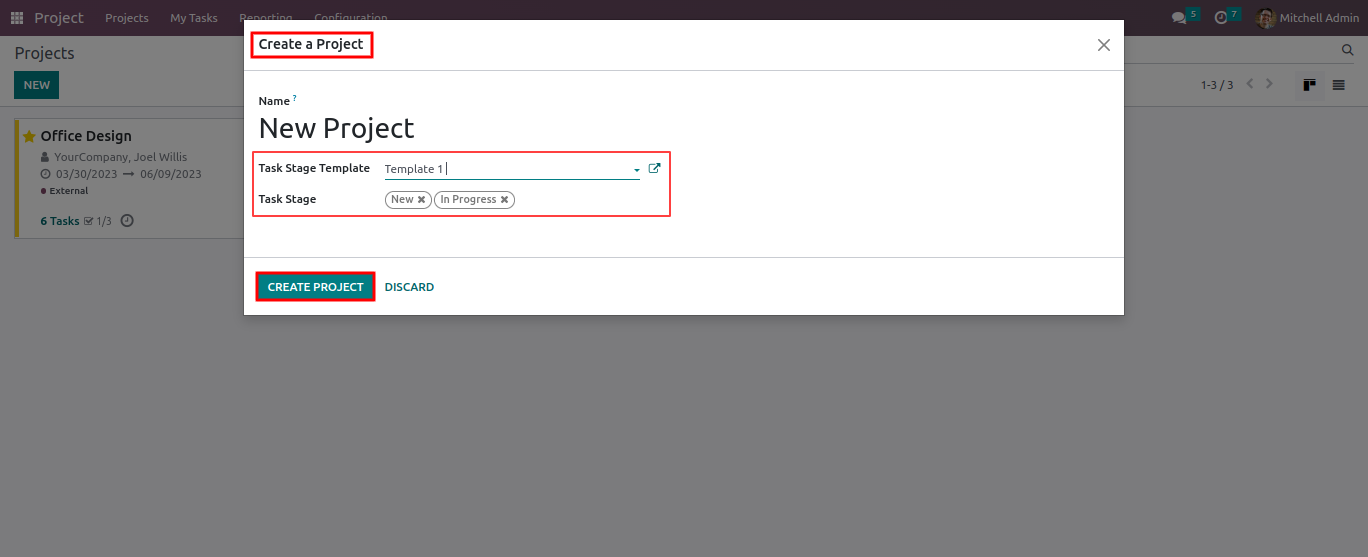 Project Projects My Tasks Reporting Configuration 5 7 Mitchell Admin
Projects
NEW
1-3 / 3
Office Design
YourCompany, Joel Willis
03/30/2023 → 06/09/2023
External
6 Tasks 1/3
Create a Project
Name ?
New Project
Task Stage Template Template 1
Task Stage New ✖ In Progress ✖
CREATE PROJECT DISCARD